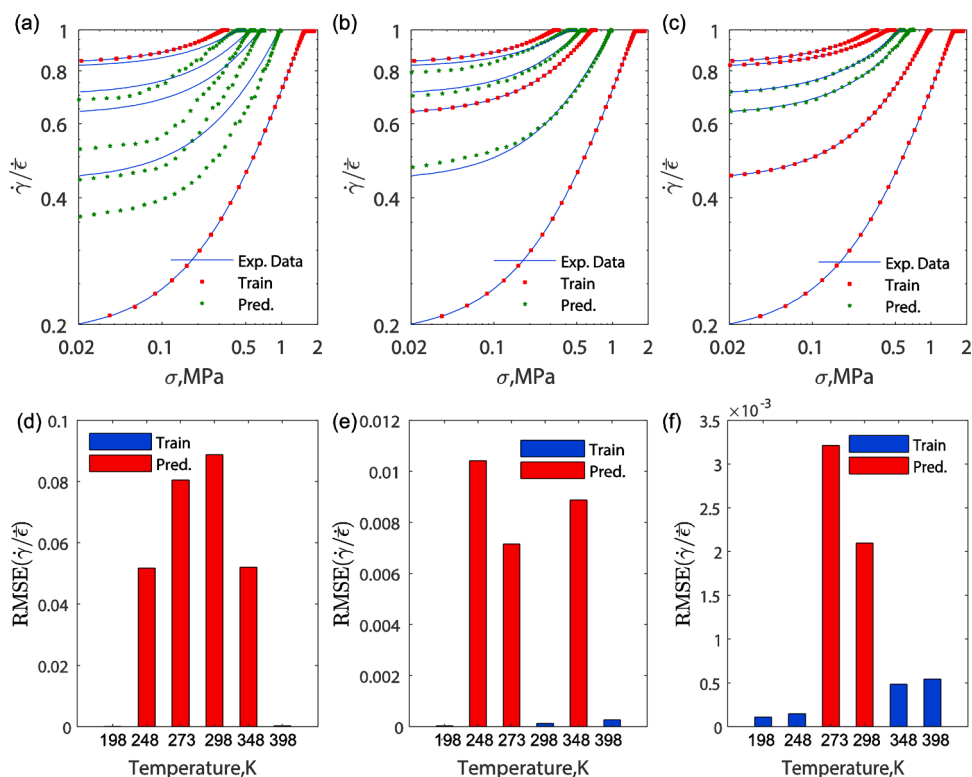 (a)
1
0.8
0.6
0.4
0.2
γ̇/ϵ̇
Exp. Data
Train
Pred.
0.02
0.1
0.5
1
2
σ,MPa
(b)
1
0.8
0.6
0.4
0.2
γ̇/ϵ̇
Exp. Data
Train
Pred.
0.02
0.1
0.5
1
2
σ,MPa
(c)
1
0.8
0.6
0.4
0.2
γ̇/ϵ̇
Exp. Data
Train
Pred.
0.02
0.1
0.5
1
2
σ,MPa
(d)
0.1
0.08
0.06
0.04
0.02
0
RMSE(γ̇/ϵ̇)
Train
Pred.
198 248 273 298 348 398
Temperature,K
(e)
0.012
0.01
0.008
0.006
0.004
0.002
0
RMSE(γ̇/ϵ̇)
Train
Pred.
198 248 273 298 348 398
Temperature,K
(f)
×10⁻³
3.5
3
2.5
2
1.5
1
0.5
0
RMSE(γ̇/ϵ̇)
Train
Pred.
198 248 273 298 348 398
Temperature,K